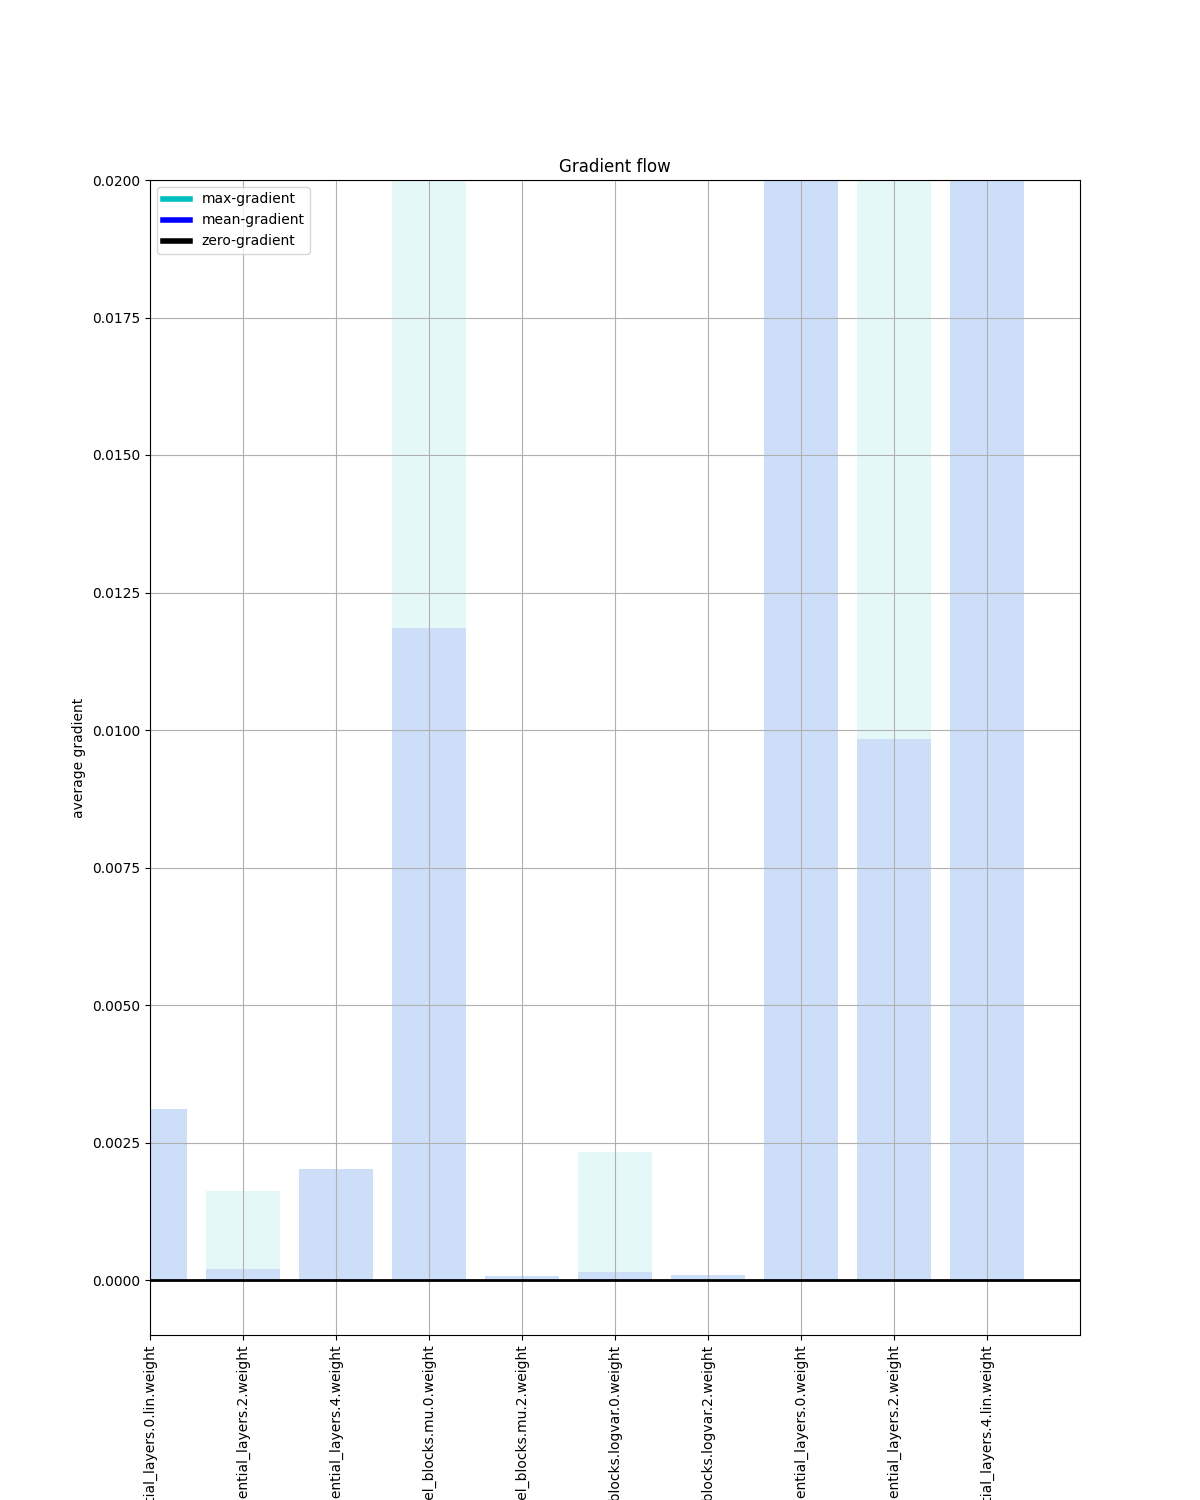 Gradient flow
max-gradient
mean-gradient
zero-gradient
0.0200
0.0175
0.0150
0.0125
0.0100
0.0075
0.0050
0.0025
0.0000
average gradient
tial_layers.0.lin.weight
ential_layers.2.weight
ential_layers.4.weight
el_blocks.mu.0.weight
el_blocks.mu.2.weight
blocks.logvar.0.weight
blocks.logvar.2.weight
ential_layers.0.weight
ential_layers.2.weight
tial_layers.4.lin.weight